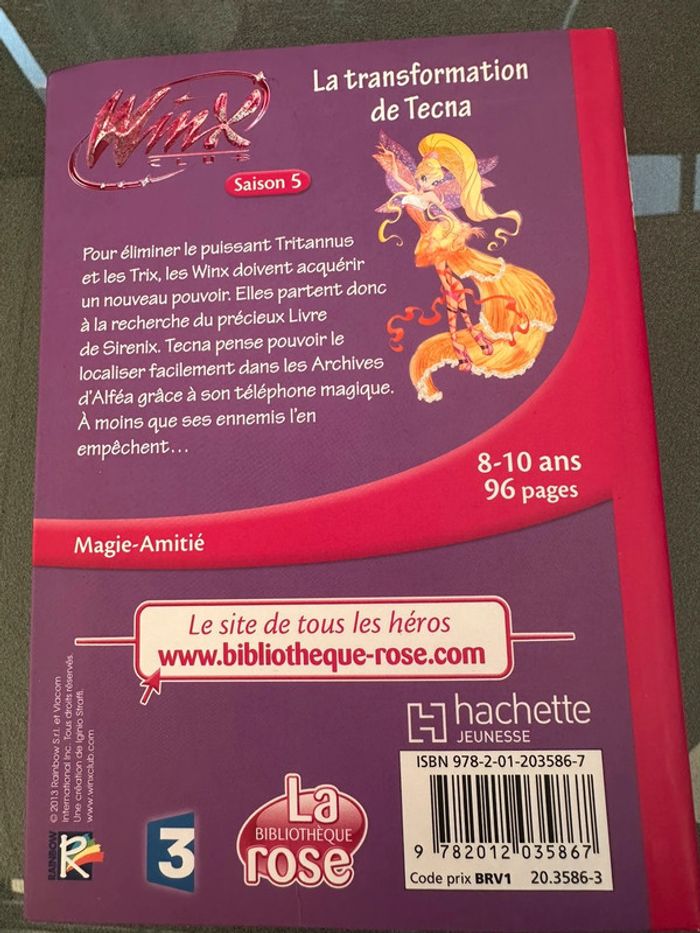 Winx
CLUB
Saison 5
La transformation
de Tecna
Pour éliminer le puissant Tritannus
et les Trix, les Winx doivent acquérir
un nouveau pouvoir. Elles partent donc
à la recherche du précieux Livre
de Sirenix. Tecna pense pouvoir le
localiser facilement dans les Archives
d'Alféa grâce à son téléphone magique.
À moins que ses ennemis l'en
empêchent...
8-10 ans
96 pages
Magie-Amitié
Le site de tous les héros
www.bibliotheque-rose.com
© 2013 Rainbow S.r.l. et Viacom
International Inc. Tous droits réservés.
Une création de Iginio Straffi.
www.winxclub.com
RAINBOW
R
3
La
BIBLIOTHÈQUE
rose
hachette
JEUNESSE
ISBN 978-2-01-203586-7
9 782012 035867
Code prix BRV1 20.3586-3